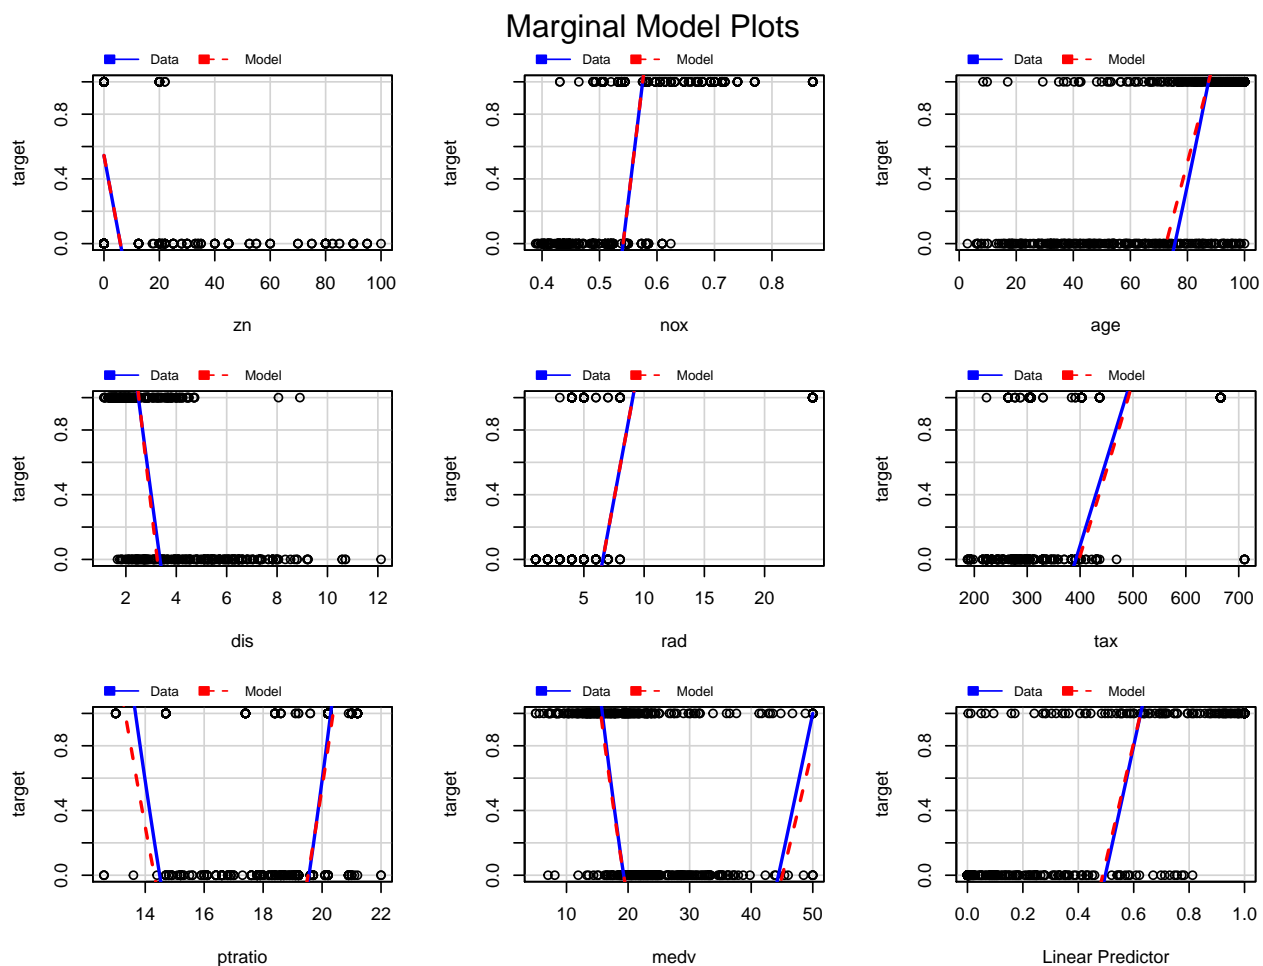 Marginal Model Plots
Data Model
target
0.0 0.4 0.8
0 20 40 60 80 100
zn
Data Model
target
0.0 0.4 0.8
0.4 0.5 0.6 0.7 0.8
nox
Data Model
target
0.0 0.4 0.8
0 20 40 60 80 100
age
Data Model
target
0.0 0.4 0.8
2 4 6 8 10 12
dis
Data Model
target
0.0 0.4 0.8
5 10 15 20
rad
Data Model
target
0.0 0.4 0.8
200 300 400 500 600 700
tax
Data Model
target
0.0 0.4 0.8
14 16 18 20 22
ptratio
Data Model
target
0.0 0.4 0.8
10 20 30 40 50
medv
Data Model
target
0.0 0.4 0.8
0.0 0.2 0.4 0.6 0.8 1.0
Linear Predictor